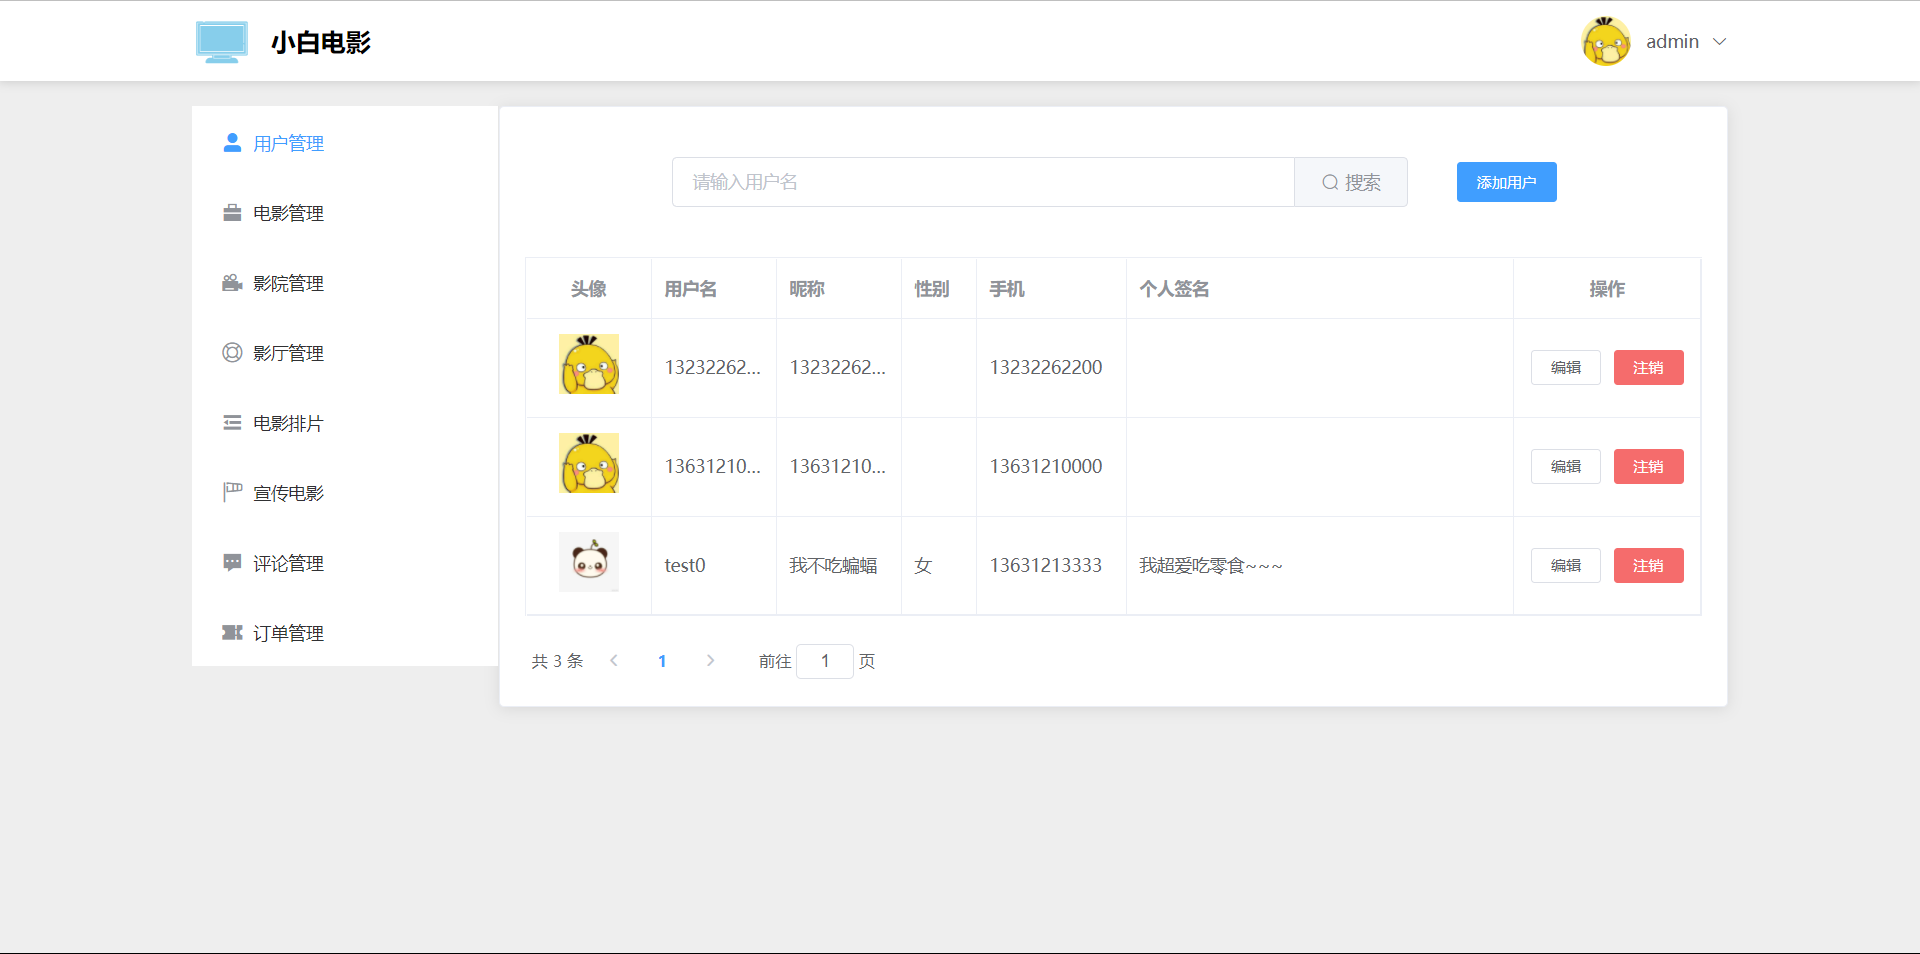 小白电影
admin
用户管理
电影管理
影院管理
影厅管理
电影排片
宣传电影
评论管理
订单管理
请输入用户名 搜索 添加用户
头像 用户名 昵称 性别 手机 个人签名 操作
13232262... 13232262... 13232262200 编辑 注销
13631210... 13631210... 13631210000 编辑 注销
test0 我不吃蝙蝠 女 13631213333 我超爱吃零食~~~ 编辑 注销
共 3 条 1 前往 1 页